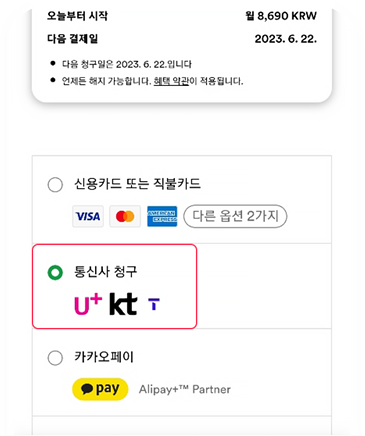 오늘부터 시작 월 8,690 KRW
다음 결제일 2023. 6. 22.
• 다음 청구일은 2023. 6. 22.입니다
• 언제든 해지 가능합니다. 혜택 약관이 적용됩니다.
신용카드 또는 직불카드
VISA mastercard AMERICAN EXPRESS 다른 옵션 2가지
통신사 청구
U+ kt T
카카오페이
pay Alipay+™ Partner